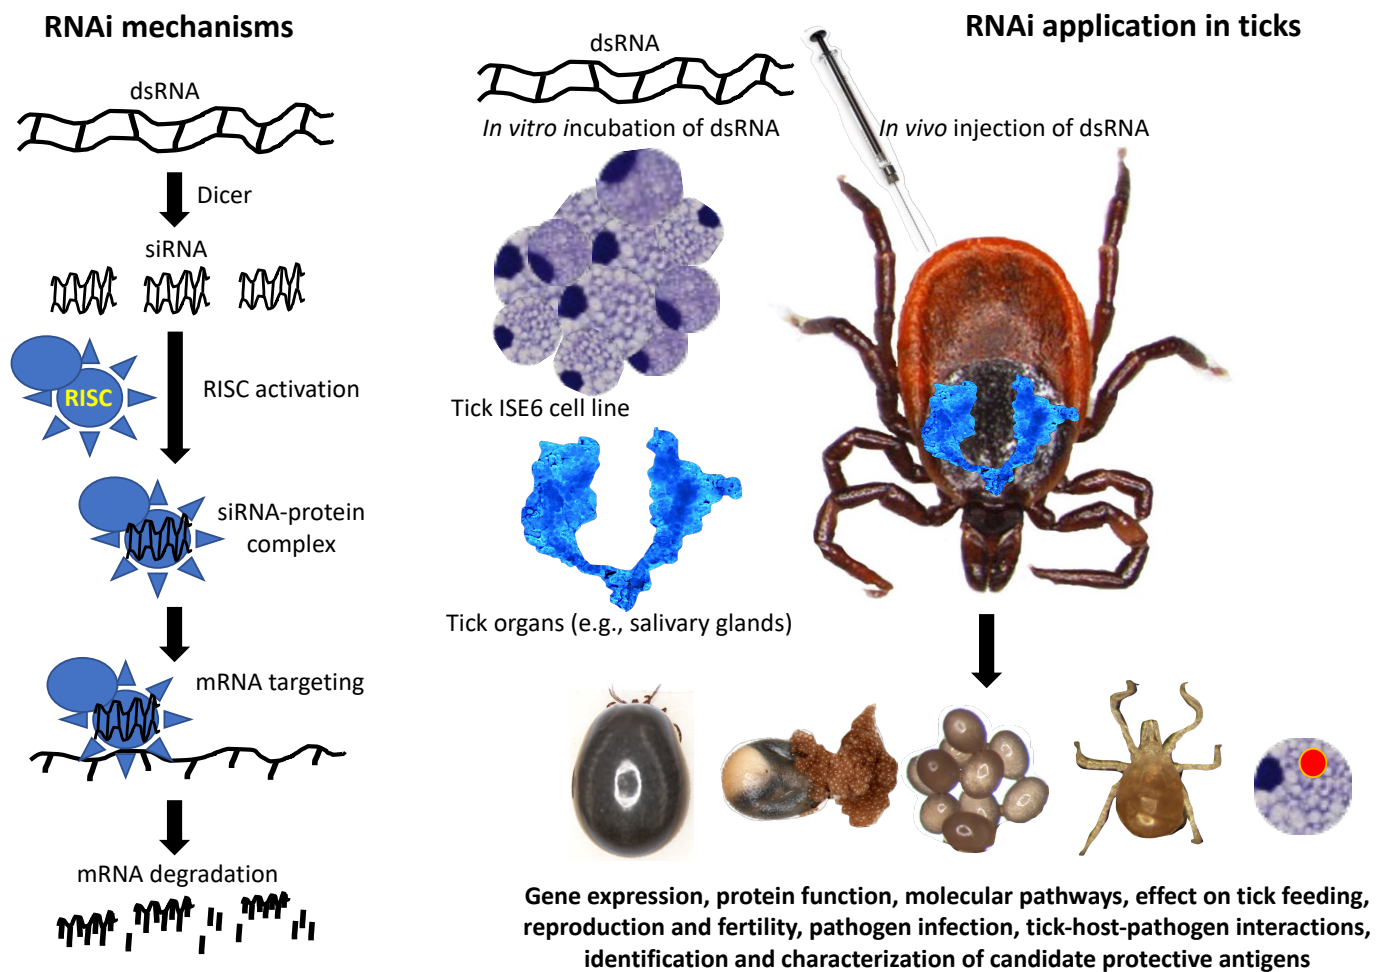 RNAi mechanisms
dsRNA
Dicer
siRNA
RISC
RISC activation
siRNA-protein
complex
mRNA targeting
mRNA degradation
RNAi application in ticks
dsRNA
In vitro incubation of dsRNA
In vivo injection of dsRNA
Tick ISE6 cell line
Tick organs (e.g., salivary glands)
Gene expression, protein function, molecular pathways, effect on tick feeding,
reproduction and fertility, pathogen infection, tick-host-pathogen interactions,
identification and characterization of candidate protective antigens